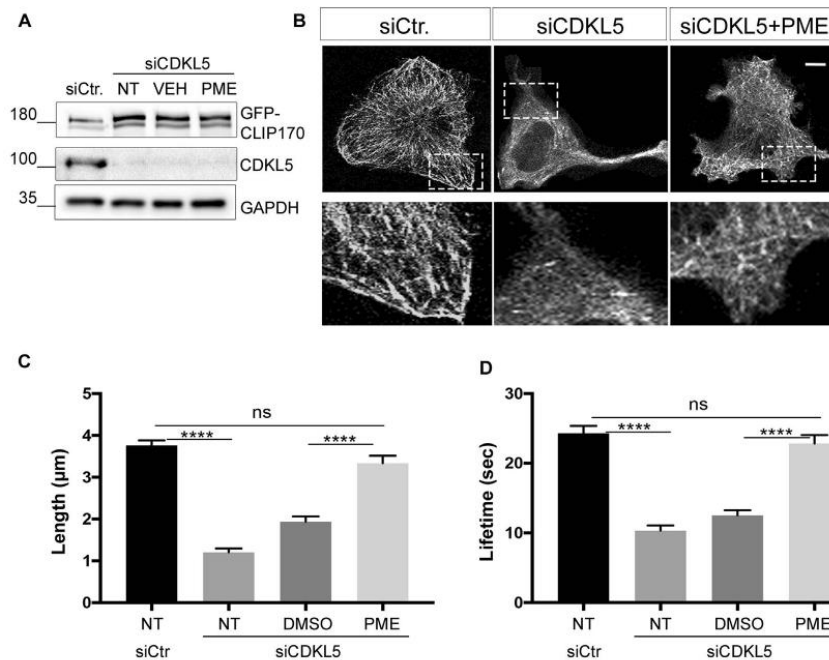 A
siCDKL5
siCtr. NT VEH PME
180 GFP-
CLIP170
100 CDKL5
35 GAPDH
B
siCtr. siCDKL5 siCDKL5+PME
C
Length (µm)
5
4
3
2
1
0
ns
**** ****
NT NT DMSO PME
siCtr siCDKL5
D
Lifetime (sec)
30
20
10
0
ns
**** ****
NT NT DMSO PME
siCtr siCDKL5